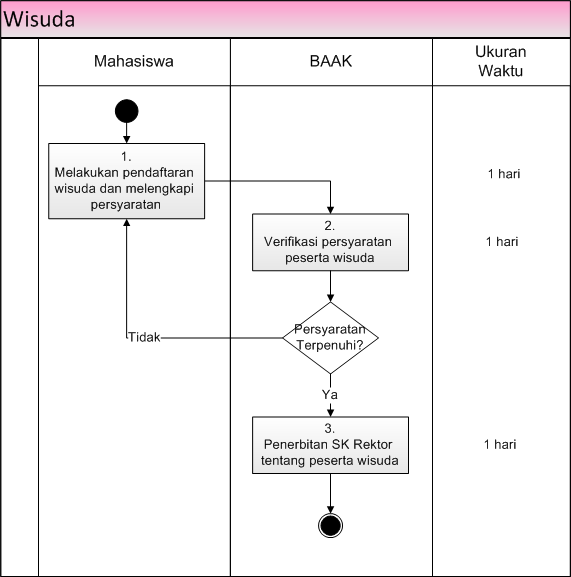 Wisuda
Mahasiswa
BAAK
Ukuran
Waktu
1.
Melakukan pendaftaran
wisuda dan melengkapi
persyaratan
1 hari
2.
Verifikasi persyaratan
peserta wisuda
1 hari
Persyaratan
Terpenuhi?
Tidak
Ya
3.
Penerbitan SK Rektor
tentang peserta wisuda
1 hari